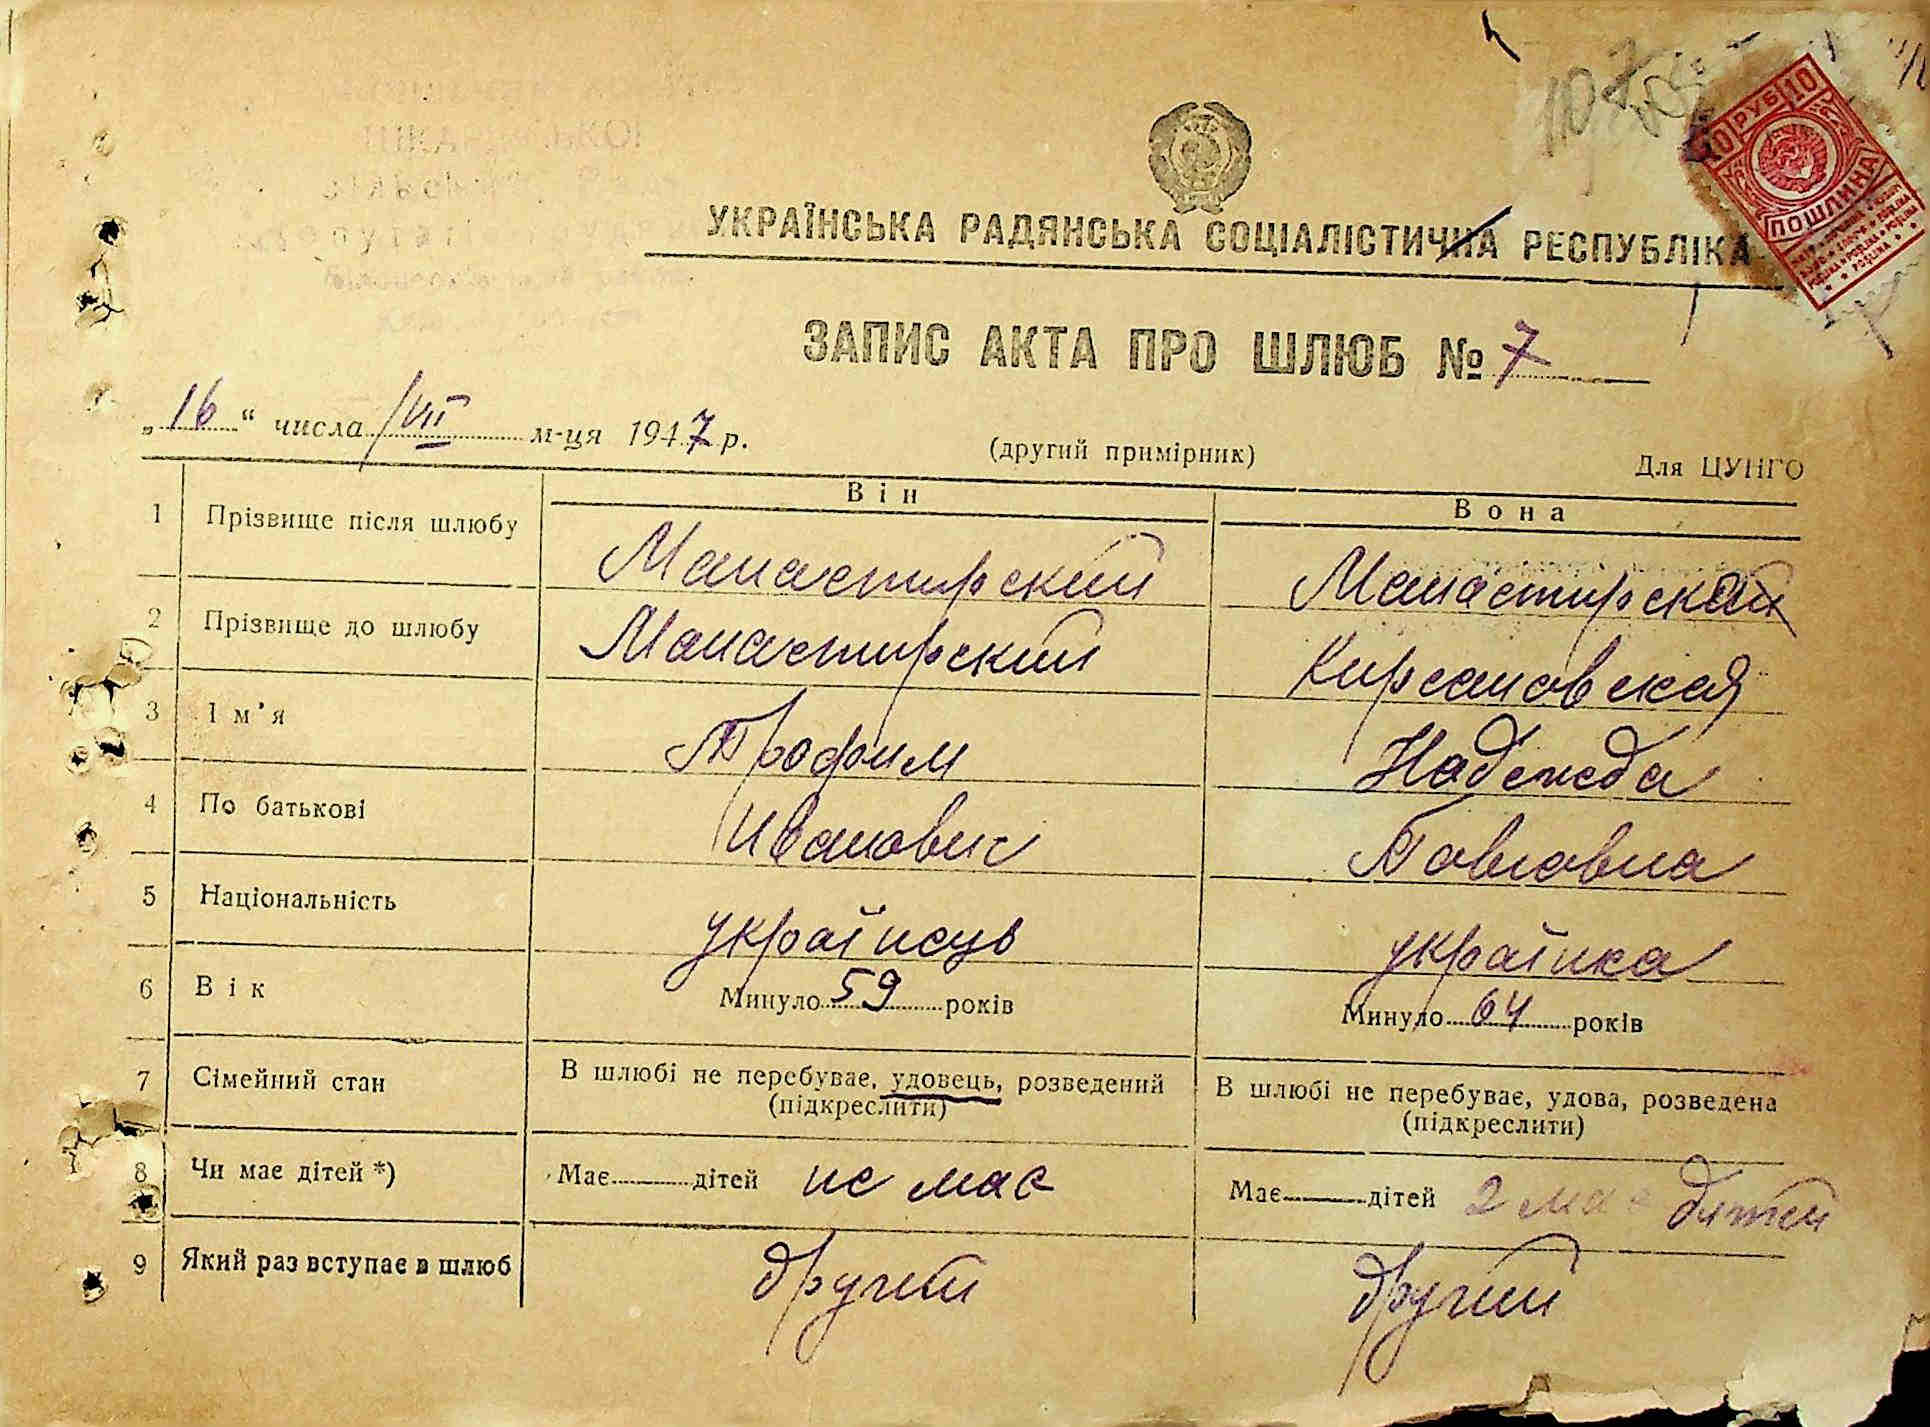 УКРАЇНСЬКА РАДЯНСЬКА СОЦІАЛІСТИЧНА РЕСПУБЛІКА
10 РУБ 10
ПОШЛИНА
ЗАПИС АКТА ПРО ШЛЮБ № 7
„16“ числа /VII м-ця 1947 р.
(другий примірник)
Для ЦУНГО
Він Вона
1 Прізвище після шлюбу Манастирский Манастирская
2 Прізвище до шлюбу Манастирский Кирсановская
3 Ім'я Трофим Надежда
4 По батькові Иванович Павловна
5 Національність українець українка
6 Вік Минуло 59 років Минуло 64 років
7 Сімейний стан В шлюбі не перебуває, удовець, розведений (підкреслити) В шлюбі не перебуває, удова, розведена (підкреслити)
8 Чи має дітей *) Має дітей не має Має дітей 2 має дітей
9 Який раз вступає в шлюб другий другий